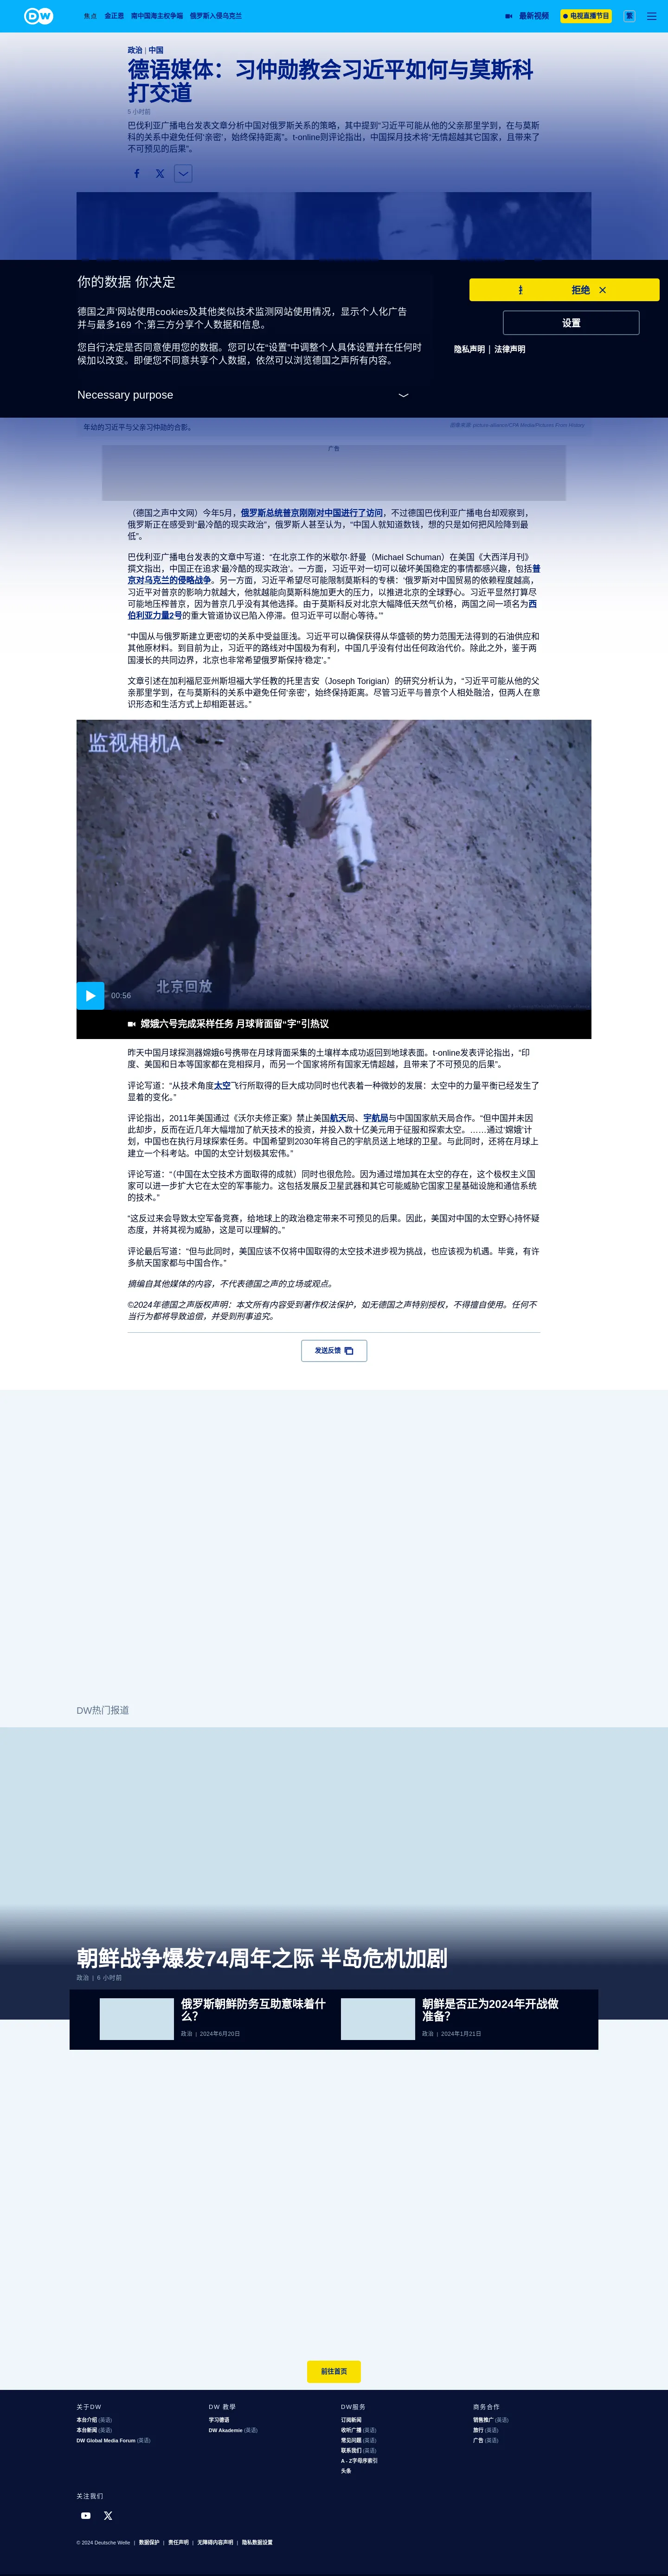 DW
焦点 金正恩 南中国海主权争端 俄罗斯入侵乌克兰
最新视频 电视直播节目 繁
政治 | 中国
德语媒体：习仲勋教会习近平如何与莫斯科
打交道
5 小时前
巴伐利亚广播电台发表文章分析中国对俄罗斯关系的策略，其中提到“习近平可能从他的父亲那里学到，在与莫斯
科的关系中避免任何‘亲密’，始终保持距离”。t-online则评论指出，中国探月技术将“无情超越其它国家，且带来了
不可预见的后果”。
你的数据 你决定
拒绝
设置
隐私声明 | 法律声明
德国之声‘网站使用cookies及其他类似技术监测网站使用情况，显示个人化广告
并与最多169 个;第三方分享个人数据和信息。
您自行决定是否同意使用您的数据。您可以在“设置”中调整个人具体设置并在任何时
候加以改变。即便您不同意共享个人数据，依然可以浏览德国之声所有内容。
Necessary purpose
年幼的习近平与父亲习仲勋的合影。
广告
（德国之声中文网）今年5月，俄罗斯总统普京刚刚对中国进行了访问，不过德国巴伐利亚广播电台却观察到，
俄罗斯正在感受到“最冷酷的现实政治”，俄罗斯人甚至认为，“中国人就知道数钱，想的只是如何把风险降到最
低”。
巴伐利亚广播电台发表的文章中写道：“在北京工作的米歇尔·舒曼（Michael Schuman）在美国《大西洋月刊》
撰文指出，中国正在追求‘最冷酷的现实政治’。一方面，习近平对一切可以破坏美国稳定的事情都感兴趣，包括普
京对乌克兰的侵略战争。另一方面，习近平希望尽可能限制莫斯科的专横：‘俄罗斯对中国贸易的依赖程度越高，
习近平对普京的影响力就越大，他就越能向莫斯科施加更大的压力，以推进北京的全球野心。习近平显然打算尽
可能地压榨普京，因为普京几乎没有其他选择。由于莫斯科反对北京大幅降低天然气价格，两国之间一项名为西
伯利亚力量2号的重大管道协议已陷入停滞。但习近平可以耐心等待。’”
“中国从与俄罗斯建立更密切的关系中受益匪浅。习近平可以确保获得从华盛顿的势力范围无法得到的石油供应和
其他原材料。到目前为止，习近平的路线对中国极为有利，中国几乎没有付出任何政治代价。除此之外，鉴于两
国漫长的共同边界，北京也非常希望俄罗斯保持‘稳定’。”
文章引述在加利福尼亚州斯坦福大学任教的托里吉安（Joseph Torigian）的研究分析认为，“习近平可能从他的父
亲那里学到，在与莫斯科的关系中避免任何‘亲密’，始终保持距离。尽管习近平与普京个人相处融洽，但两人在意
识形态和生活方式上却相距甚远。”
监视相机A
北京回放
00:56
嫦娥六号完成采样任务 月球背面留“字”引热议
昨天中国月球探测器嫦娥6号携带在月球背面采集的土壤样本成功返回到地球表面。t-online发表评论指出，“印
度、美国和日本等国家都在竞相探月，而另一个国家将所有国家无情超越，且带来了不可预见的后果”。
评论写道：“从技术角度太空飞行所取得的巨大成功同时也代表着一种微妙的发展：太空中的力量平衡已经发生了
显着的变化。”
评论指出，2011年美国通过《沃尔夫修正案》禁止美国航天局、宇航局与中国国家航天局合作。“但中国并未因
此却步，反而在近几年大幅增加了航天技术的投资，并投入数十亿美元用于征服和探索太空。……通过‘嫦娥’计
划，中国也在执行月球探索任务。中国希望到2030年将自己的宇航员送上地球的卫星。与此同时，还将在月球上
建立一个科考站。中国的太空计划极其宏伟。”
评论写道：“（中国在太空技术方面取得的成就）同时也很危险。因为通过增加其在太空的存在，这个极权主义国
家可以进一步扩大它在太空的军事能力。这包括发展反卫星武器和其它可能威胁它国家卫星基础设施和通信系统
的技术。”
“这反过来会导致太空军备竞赛，给地球上的政治稳定带来不可预见的后果。因此，美国对中国的太空野心持怀疑
态度，并将其视为威胁，这是可以理解的。”
评论最后写道：“但与此同时，美国应该不仅将中国取得的太空技术进步视为挑战，也应该视为机遇。毕竟，有许
多航天国家都与中国合作。”
摘编自其他媒体的内容，不代表德国之声的立场或观点。
©2024年德国之声版权声明：本文所有内容受到著作权法保护，如无德国之声特别授权，不得擅自使用。任何不
当行为都将导致追偿，并受到刑事追究。
发送反馈
DW热门报道
朝鲜战争爆发74周年之际 半岛危机加剧
政治 | 5 小时前
俄罗斯朝鲜防务互助意味着什
么？
政治 | 2024年6月20日
朝鲜是否正为2024年开战做
准备？
政治 | 2024年1月21日
前往首页
关于DW
本台介绍 (英语)
本台新闻 (英语)
DW Global Media Forum (英语)
DW 教學
学习德语
DW Akademie (英语)
DW服务
订阅新闻
收听广播 (英语)
常见问题 (英语)
联系我们 (英语)
A - Z字母序索引
头条
商务合作
销售推广 (英语)
旅行 (英语)
广告 (英语)
关注我们
© 2024 Deutsche Welle | 数据保护 | 责任声明 | 无障碍内容声明 | 隐私数据设置